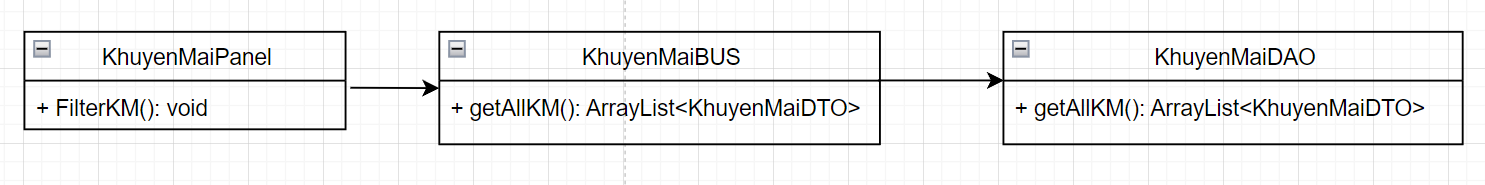 KhuyenMaiPanel
+ FilterKM(): void
KhuyenMaiBUS
+ getAllKM(): ArrayList<KhuyenMaiDTO>
KhuyenMaiDAO
+ getAllKM(): ArrayList<KhuyenMaiDTO>